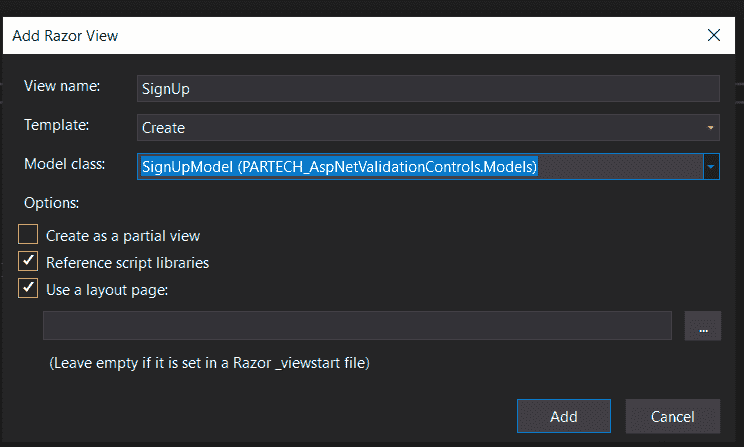 Add Razor View
View name: SignUp
Template: Create
Model class: SignUpModel (PARTECH_AspNetValidationControls.Models)
Options:
Create as a partial view
Reference script libraries
Use a layout page:
...
(Leave empty if it is set in a Razor _viewstart file)
Add Cancel